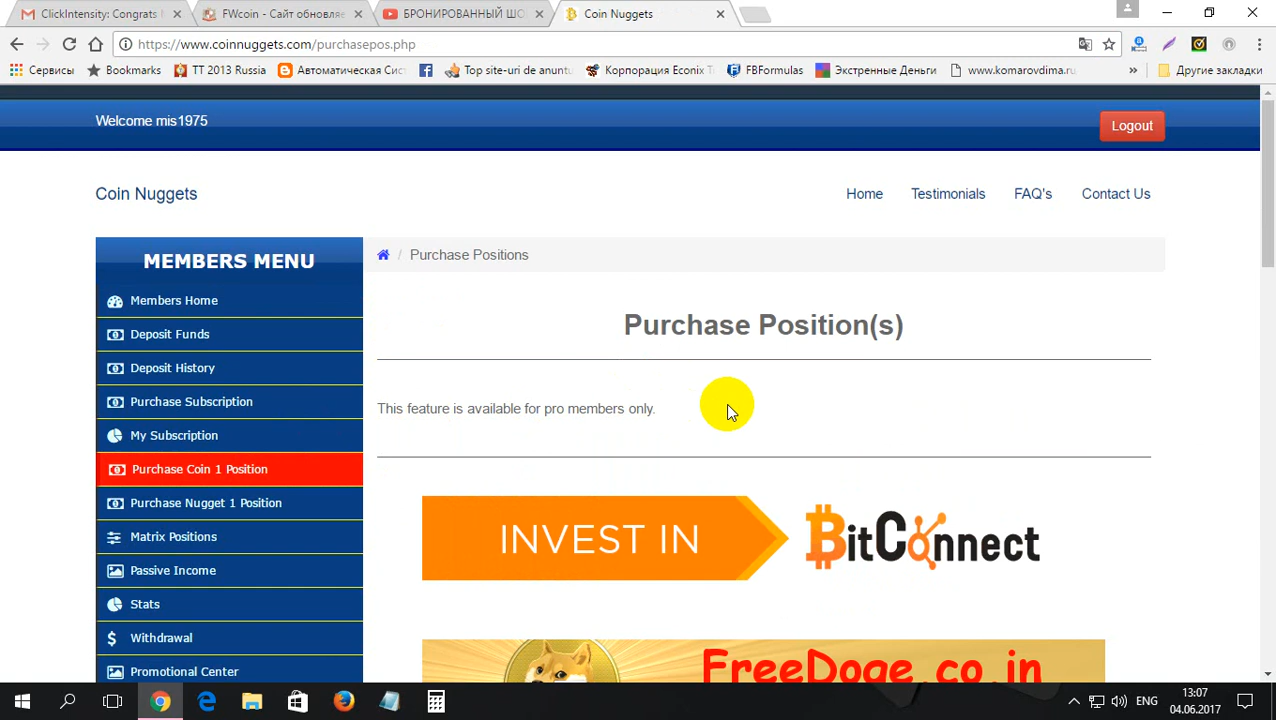 ClickIntensity: Congrats
FWcoin - Сайт обновляе
БРОНИРОВАННЫЙ ШО
Coin Nuggets
https://www.coinnuggets.com/purchasepos.php
Сервисы
Bookmarks
TT 2013 Russia
Автоматическая Сис
Top site-uri de anuntu
Корпорация Econix T
FBFormulas
Экстренные Деньги
www.komarovdima.ru
»
Другие закладки
Welcome mis1975
Logout
Coin Nuggets
Home
Testimonials
FAQ's
Contact Us
MEMBERS MENU
Members Home
Deposit Funds
Deposit History
Purchase Subscription
My Subscription
Purchase Coin 1 Position
Purchase Nugget 1 Position
Matrix Positions
Passive Income
Stats
Withdrawal
Promotional Center
/ Purchase Positions
Purchase Position(s)
This feature is available for pro members only.
INVEST IN
BitConnect
FreeDoge.co.in
ENG
13:07
04.06.2017